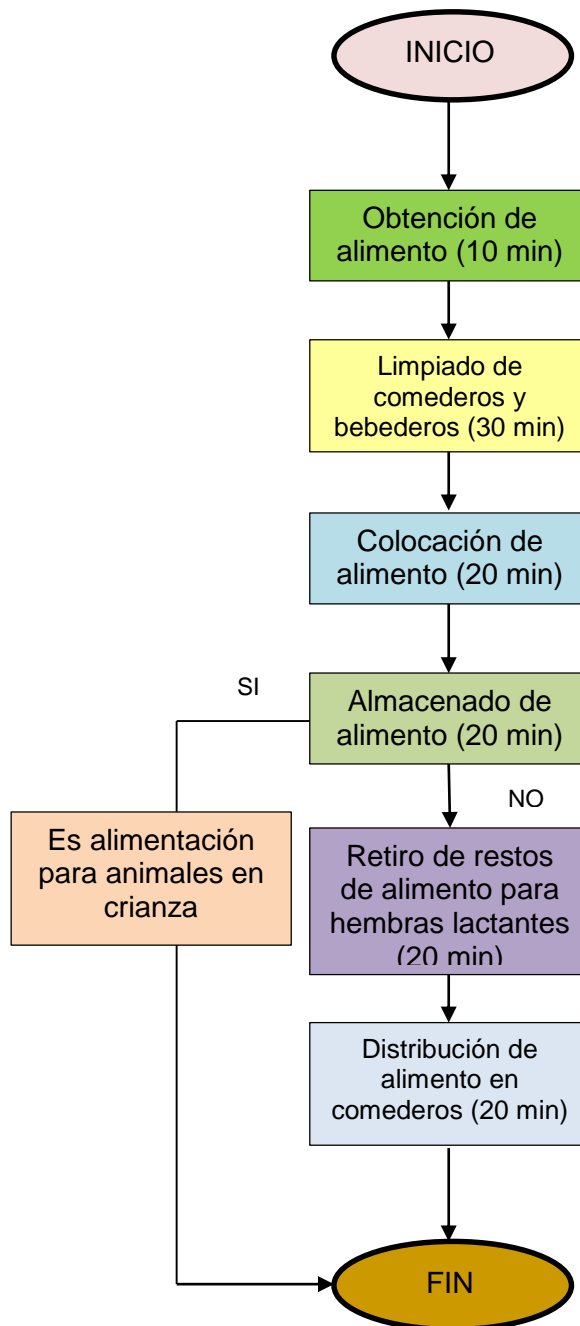 INICIO
Obtención de
alimento (10 min)
Limpiado de
comederos y
bebederos (30 min)
Colocación de
alimento (20 min)
SI
Almacenado de
alimento (20 min)
NO
Es alimentación
para animales en
crianza
Retiro de restos
de alimento para
hembras lactantes
(20 min)
Distribución de
alimento en
comederos (20 min)
FIN